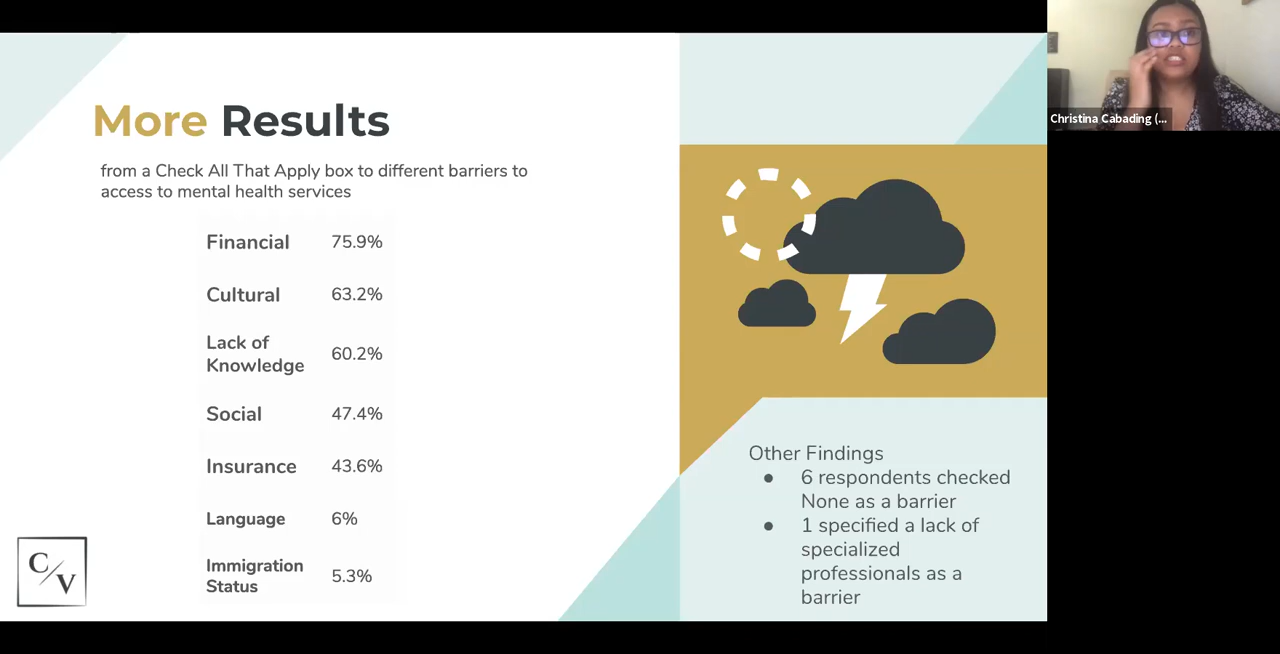 More Results
from a Check All That Apply box to different barriers to
access to mental health services
Financial 75.9%
Cultural 63.2%
Lack of
Knowledge 60.2%
Social 47.4%
Insurance 43.6%
Language 6%
Immigration
Status 5.3%
C/V
Other Findings
● 6 respondents checked
None as a barrier
● 1 specified a lack of
specialized
professionals as a
barrier
Christina Cabading (...